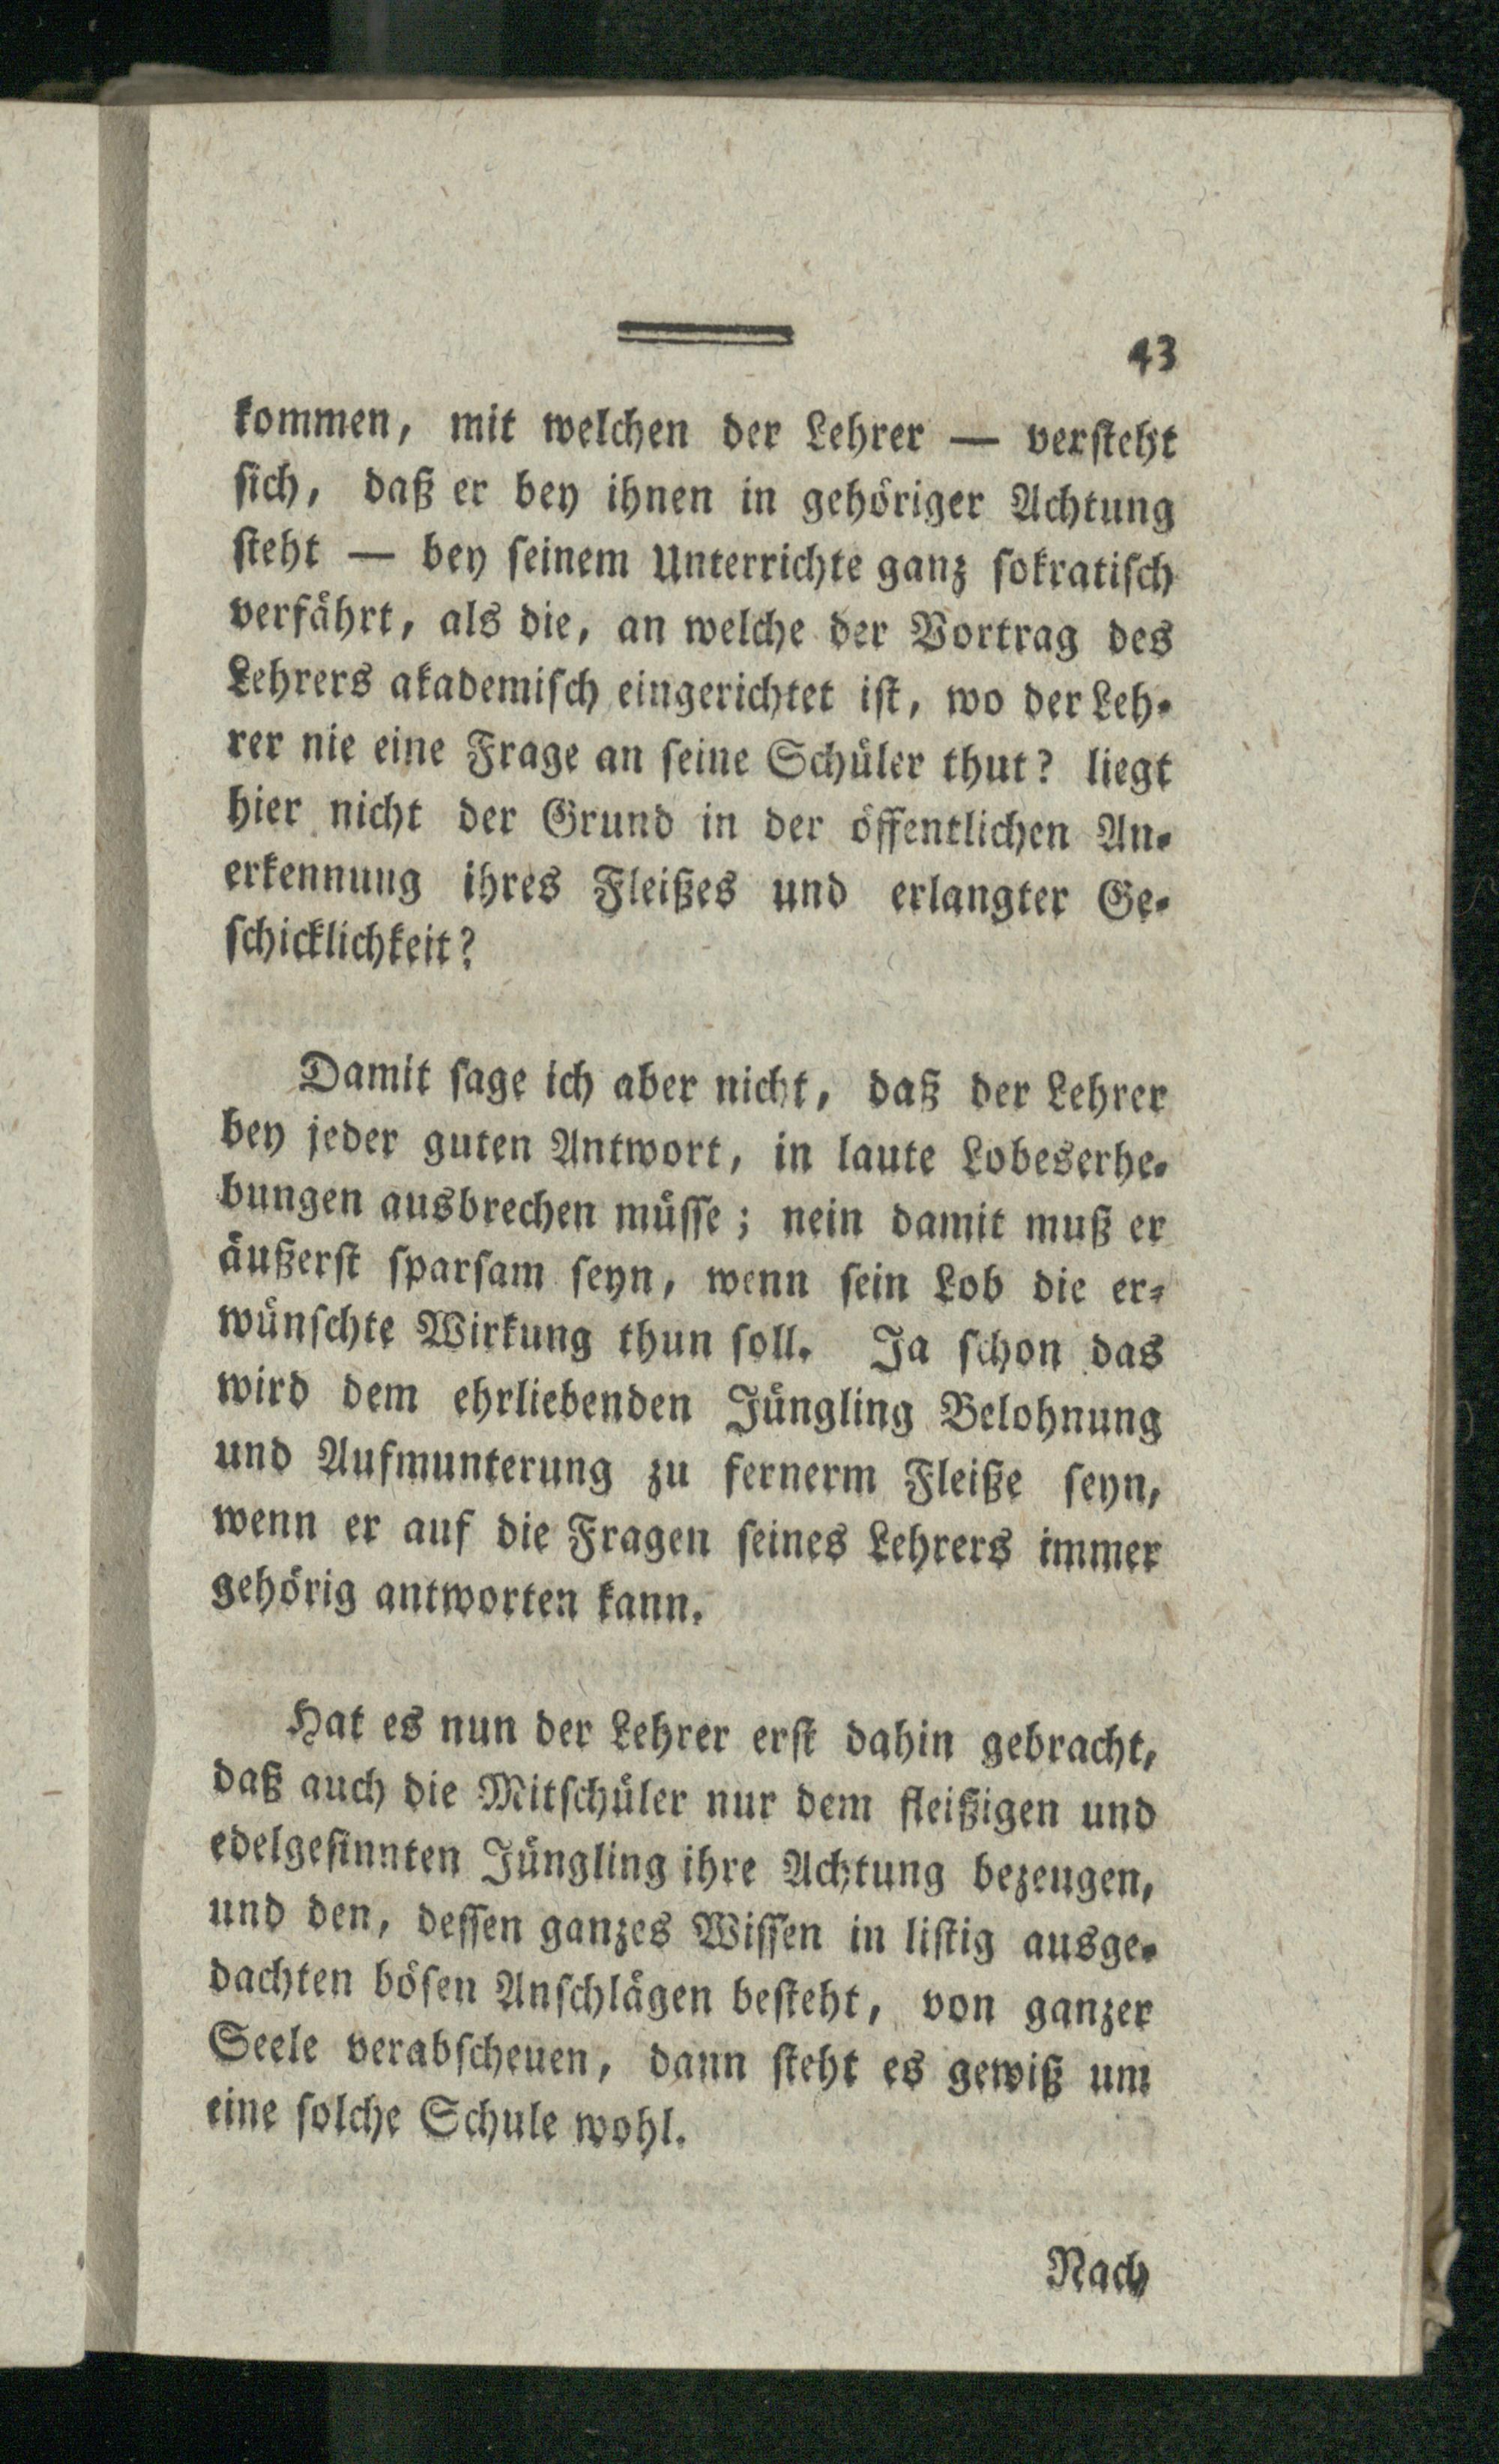 43
kommen, mit welchen der Lehrer — versteht
sich, daß er bey ihnen in gehöriger Achtung
steht — bey seinem Unterrichte ganz sokratisch
verfährt, als die, an welche der Vortrag des
Lehrers akademisch eingerichtet ist, wo der Leh-
rer nie eine Frage an seine Schüler thut? liegt
hier nicht der Grund in der öffentlichen An-
erkennung ihres Fleißes und erlangter Ge-
schicklichkeit?
Damit sage ich aber nicht, daß der Lehrer
bey jeder guten Antwort, in laute Lobeserhe-
bungen ausbrechen müsse; nein damit muß er
äußerst sparsam seyn, wenn sein Lob die er-
wünschte Wirkung thun soll. Ja schon das
wird dem ehrliebenden Jüngling Belohnung
und Aufmunterung zu fernerm Fleiße seyn,
wenn er auf die Fragen seines Lehrers immer
gehörig antworten kann.
Hat es nun der Lehrer erst dahin gebracht,
daß auch die Mitschüler nur dem fleißigen und
edelgesinnten Jüngling ihre Achtung bezeugen,
und den, dessen ganzes Wissen in listig ausge-
dachten bösen Anschlägen besteht, von ganzer
Seele verabscheuen, dann steht es gewiß um
eine solche Schule wohl.
Nach